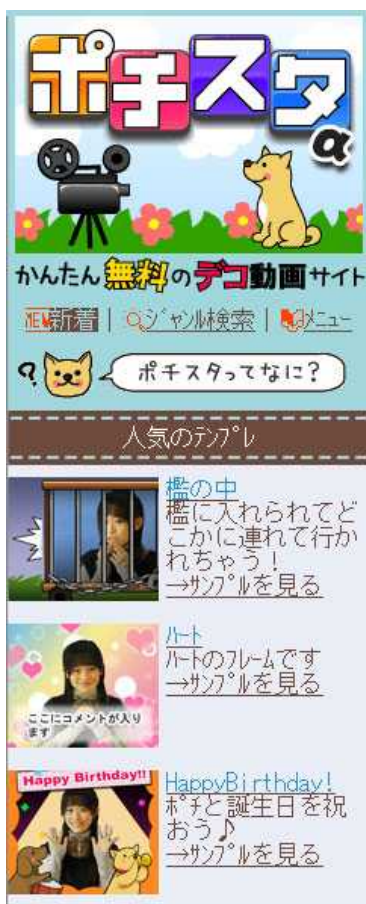 ポチスタ
α
かんたん無料のデコ動画サイト
NEW新着 | ジャンル検索 | メニュー
? ポチスタってなに?
人気のテンプレ
檻の中
檻に入れられてど
こかに連れて行か
れちゃう!
→サンプルを見る
ハート
ハートのフレームです
→サンプルを見る
ここにコメントが入り
ます
Happy Birthday!!
HappyBirthday!
ポチと誕生日を祝
おう♪
→サンプルを見る